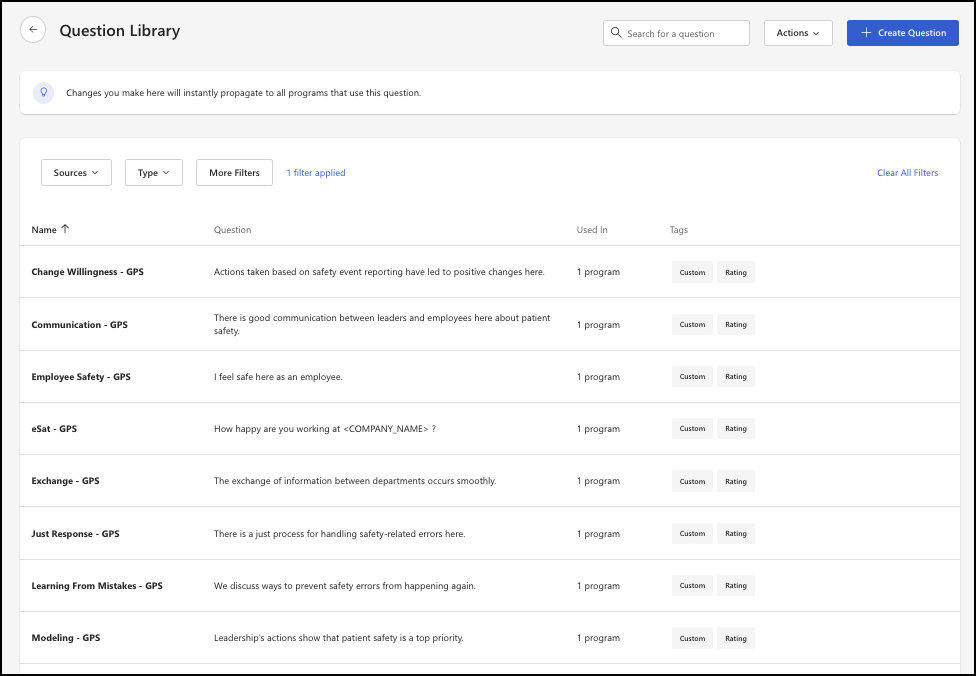 Question Library
Search for a question
Actions
Create Question
Changes you make here will instantly propagate to all programs that use this question.
Sources
Type
More Filters
1 filter applied
Clear All Filters
Name
Question
Used In
Tags
Change Willingness - GPS
Actions taken based on safety event reporting have led to positive changes here.
1 program
Custom
Rating
Communication - GPS
There is good communication between leaders and employees here about patient
safety.
1 program
Custom
Rating
Employee Safety - GPS
I feel safe here as an employee.
1 program
Custom
Rating
eSat - GPS
How happy are you working at <COMPANY_NAME> ?
1 program
Custom
Rating
Exchange - GPS
The exchange of information between departments occurs smoothly.
1 program
Custom
Rating
Just Response - GPS
There is a just process for handling safety-related errors here.
1 program
Custom
Rating
Learning From Mistakes - GPS
We discuss ways to prevent safety errors from happening again.
1 program
Custom
Rating
Modeling - GPS
Leadership's actions show that patient safety is a top priority.
1 program
Custom
Rating